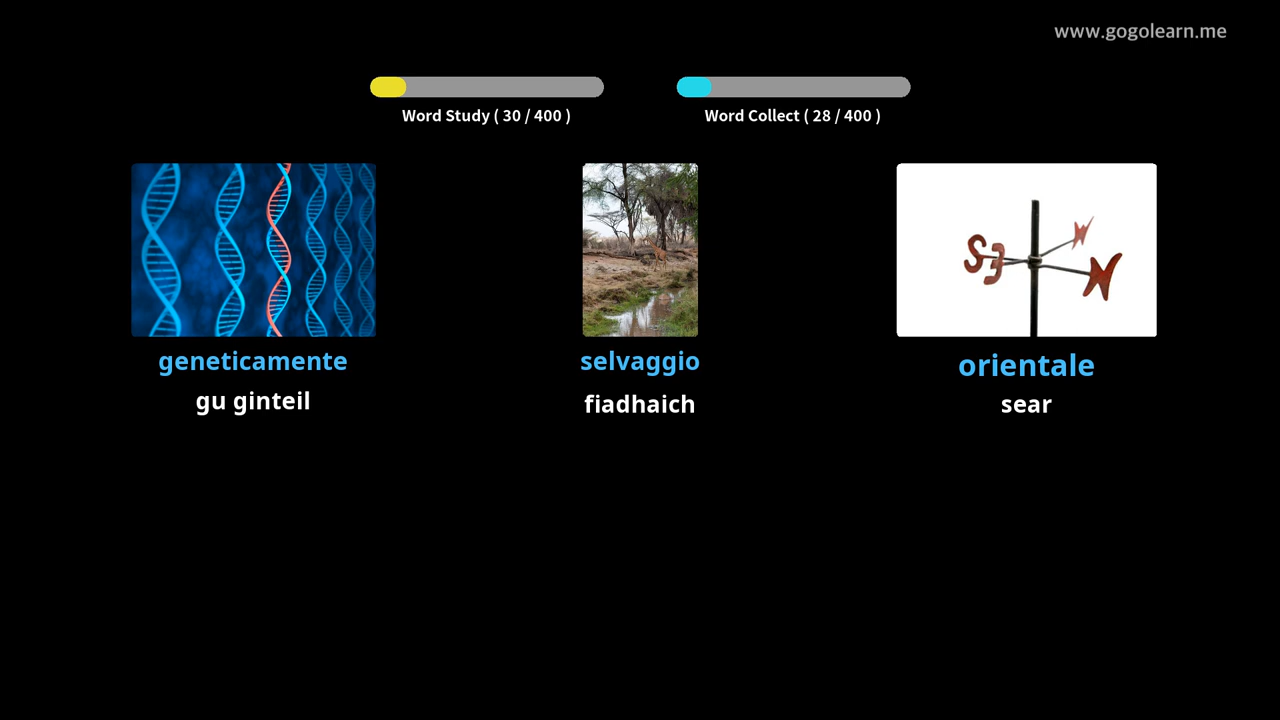 www.gogolearn.me
Word Study ( 30 / 400 )
Word Collect ( 28 / 400 )
geneticamente
selvaggio
orientale
gu ginteil
fiadhaich
sear